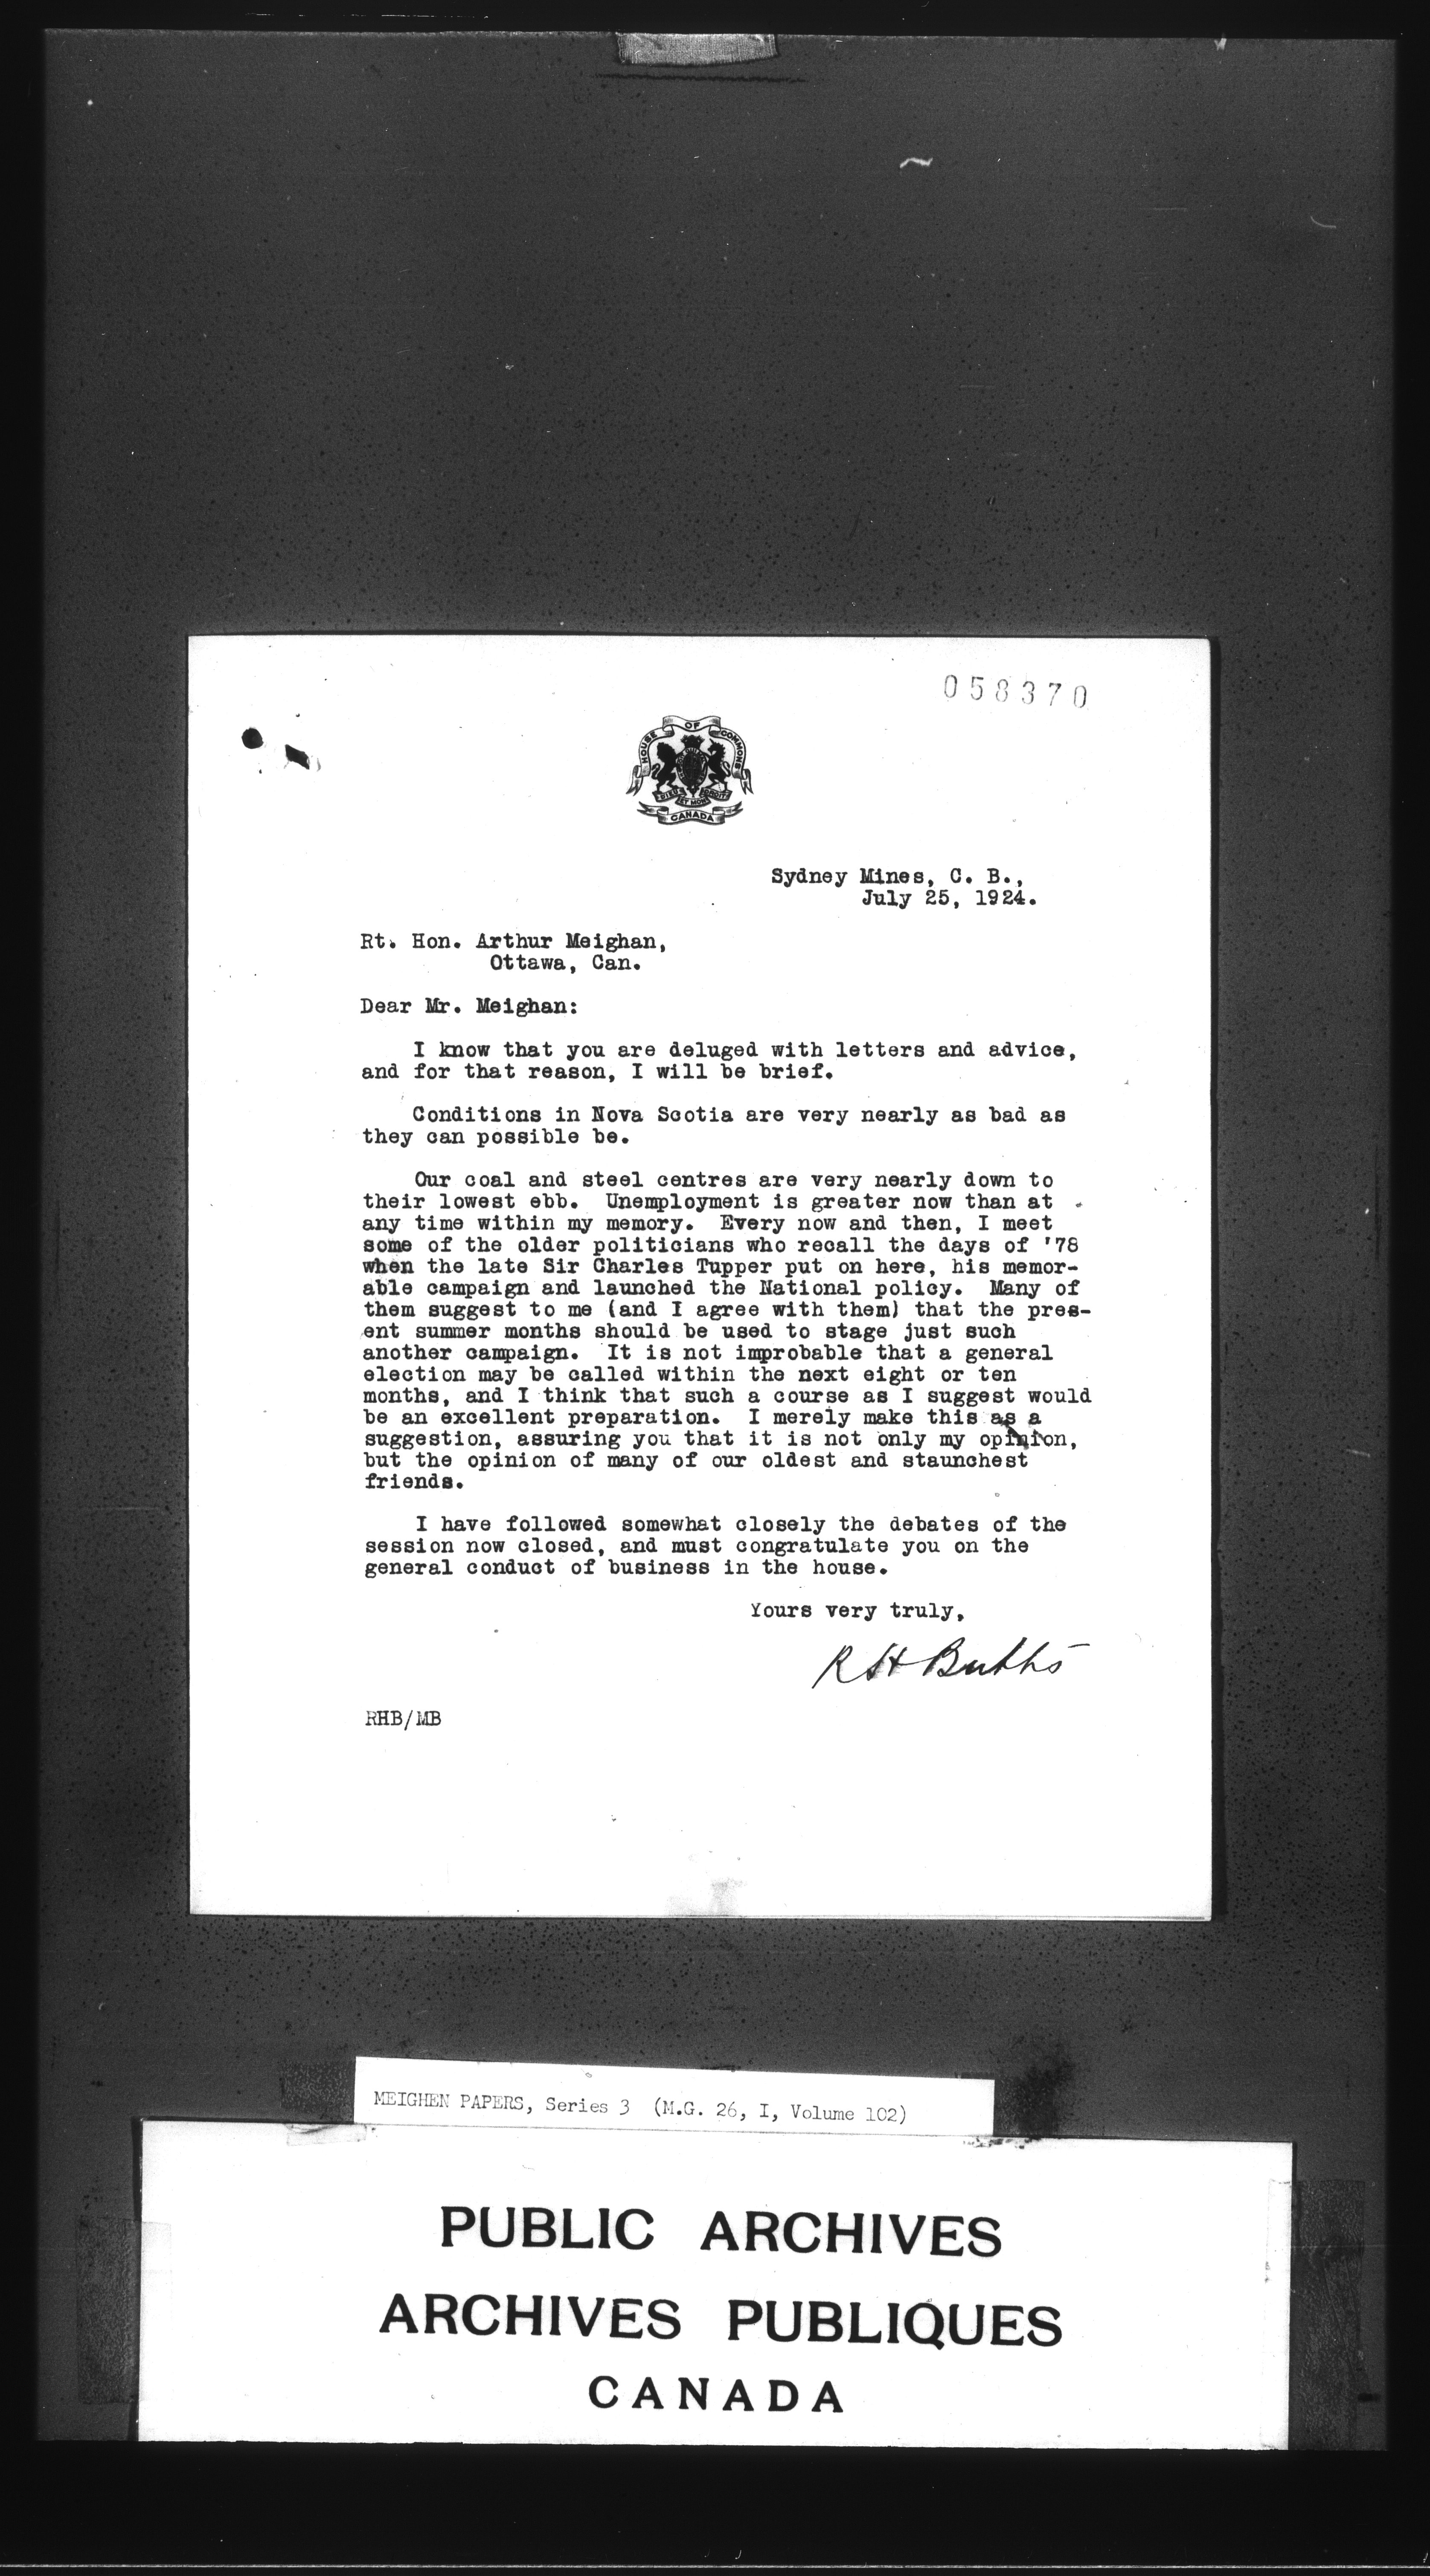 058370
HOUSE OF COMMONS
DIEU ET MON DROIT
CANADA
Sydney Mines, C. B.,
July 25, 1924.
Rt. Hon. Arthur Meighan,
Ottawa, Can.
Dear Mr. Meighan:
I know that you are deluged with letters and advice,
and for that reason, I will be brief.
Conditions in Nova Scotia are very nearly as bad as
they can possible be.
Our coal and steel centres are very nearly down to
their lowest ebb. Unemployment is greater now than at
any time within my memory. Every now and then, I meet
some of the older politicians who recall the days of '78
when the late Sir Charles Tupper put on here, his memor-
able campaign and launched the National policy. Many of
them suggest to me (and I agree with them) that the pres-
ent summer months should be used to stage just such
another campaign. It is not improbable that a general
election may be called within the next eight or ten
months, and I think that such a course as I suggest would
be an excellent preparation. I merely make this as a
suggestion, assuring you that it is not only my opinion,
but the opinion of many of our oldest and staunchest
friends.
I have followed somewhat closely the debates of the
session now closed, and must congratulate you on the
general conduct of business in the house.
Yours very truly,
R H Butts
RHB/MB
MEIGHEN PAPERS, Series 3 (M.G. 26, I, Volume 102)
PUBLIC ARCHIVES
ARCHIVES PUBLIQUES
CANADA